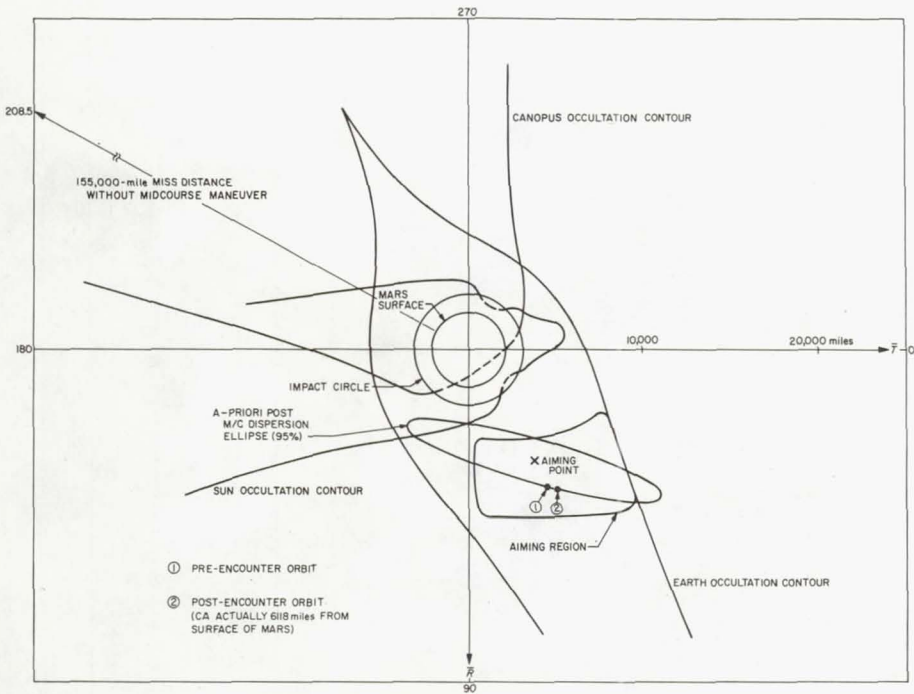 270
208.5
CANOPUS OCCULTATION CONTOUR
155,000-mile MISS DISTANCE
WITHOUT MIDCOURSE MANEUVER
MARS
SURFACE
180
10,000
20,000 miles
T̄
0
IMPACT CIRCLE
A-PRIORI POST
M/C DISPERSION
ELLIPSE (95%)
X AIMING
POINT
SUN OCCULTATION CONTOUR
① ②
AIMING REGION
① PRE-ENCOUNTER ORBIT
EARTH OCCULTATION CONTOUR
② POST-ENCOUNTER ORBIT
(CA ACTUALLY 6118 miles FROM
SURFACE OF MARS)
R̄
90